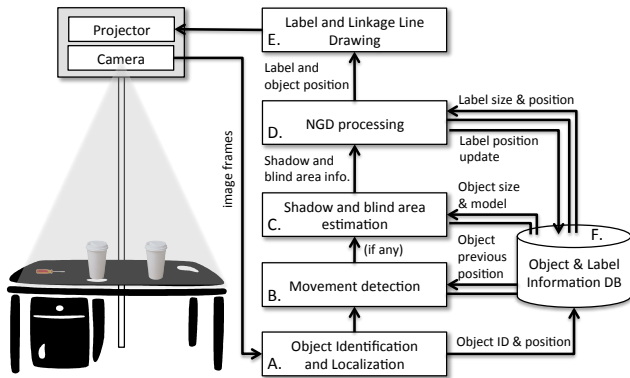 Projector
Camera
image frames
E.
Label and Linkage Line
Drawing
Label and
object position
D.
NGD processing
Label size & position
Label position
update
Shadow and
blind area info.
C.
Shadow and blind area
estimation
Object size
& model
(if any)
B.
Movement detection
Object
previous
position
F.
Object & Label
Information DB
A.
Object Identification
and Localization
Object ID & position